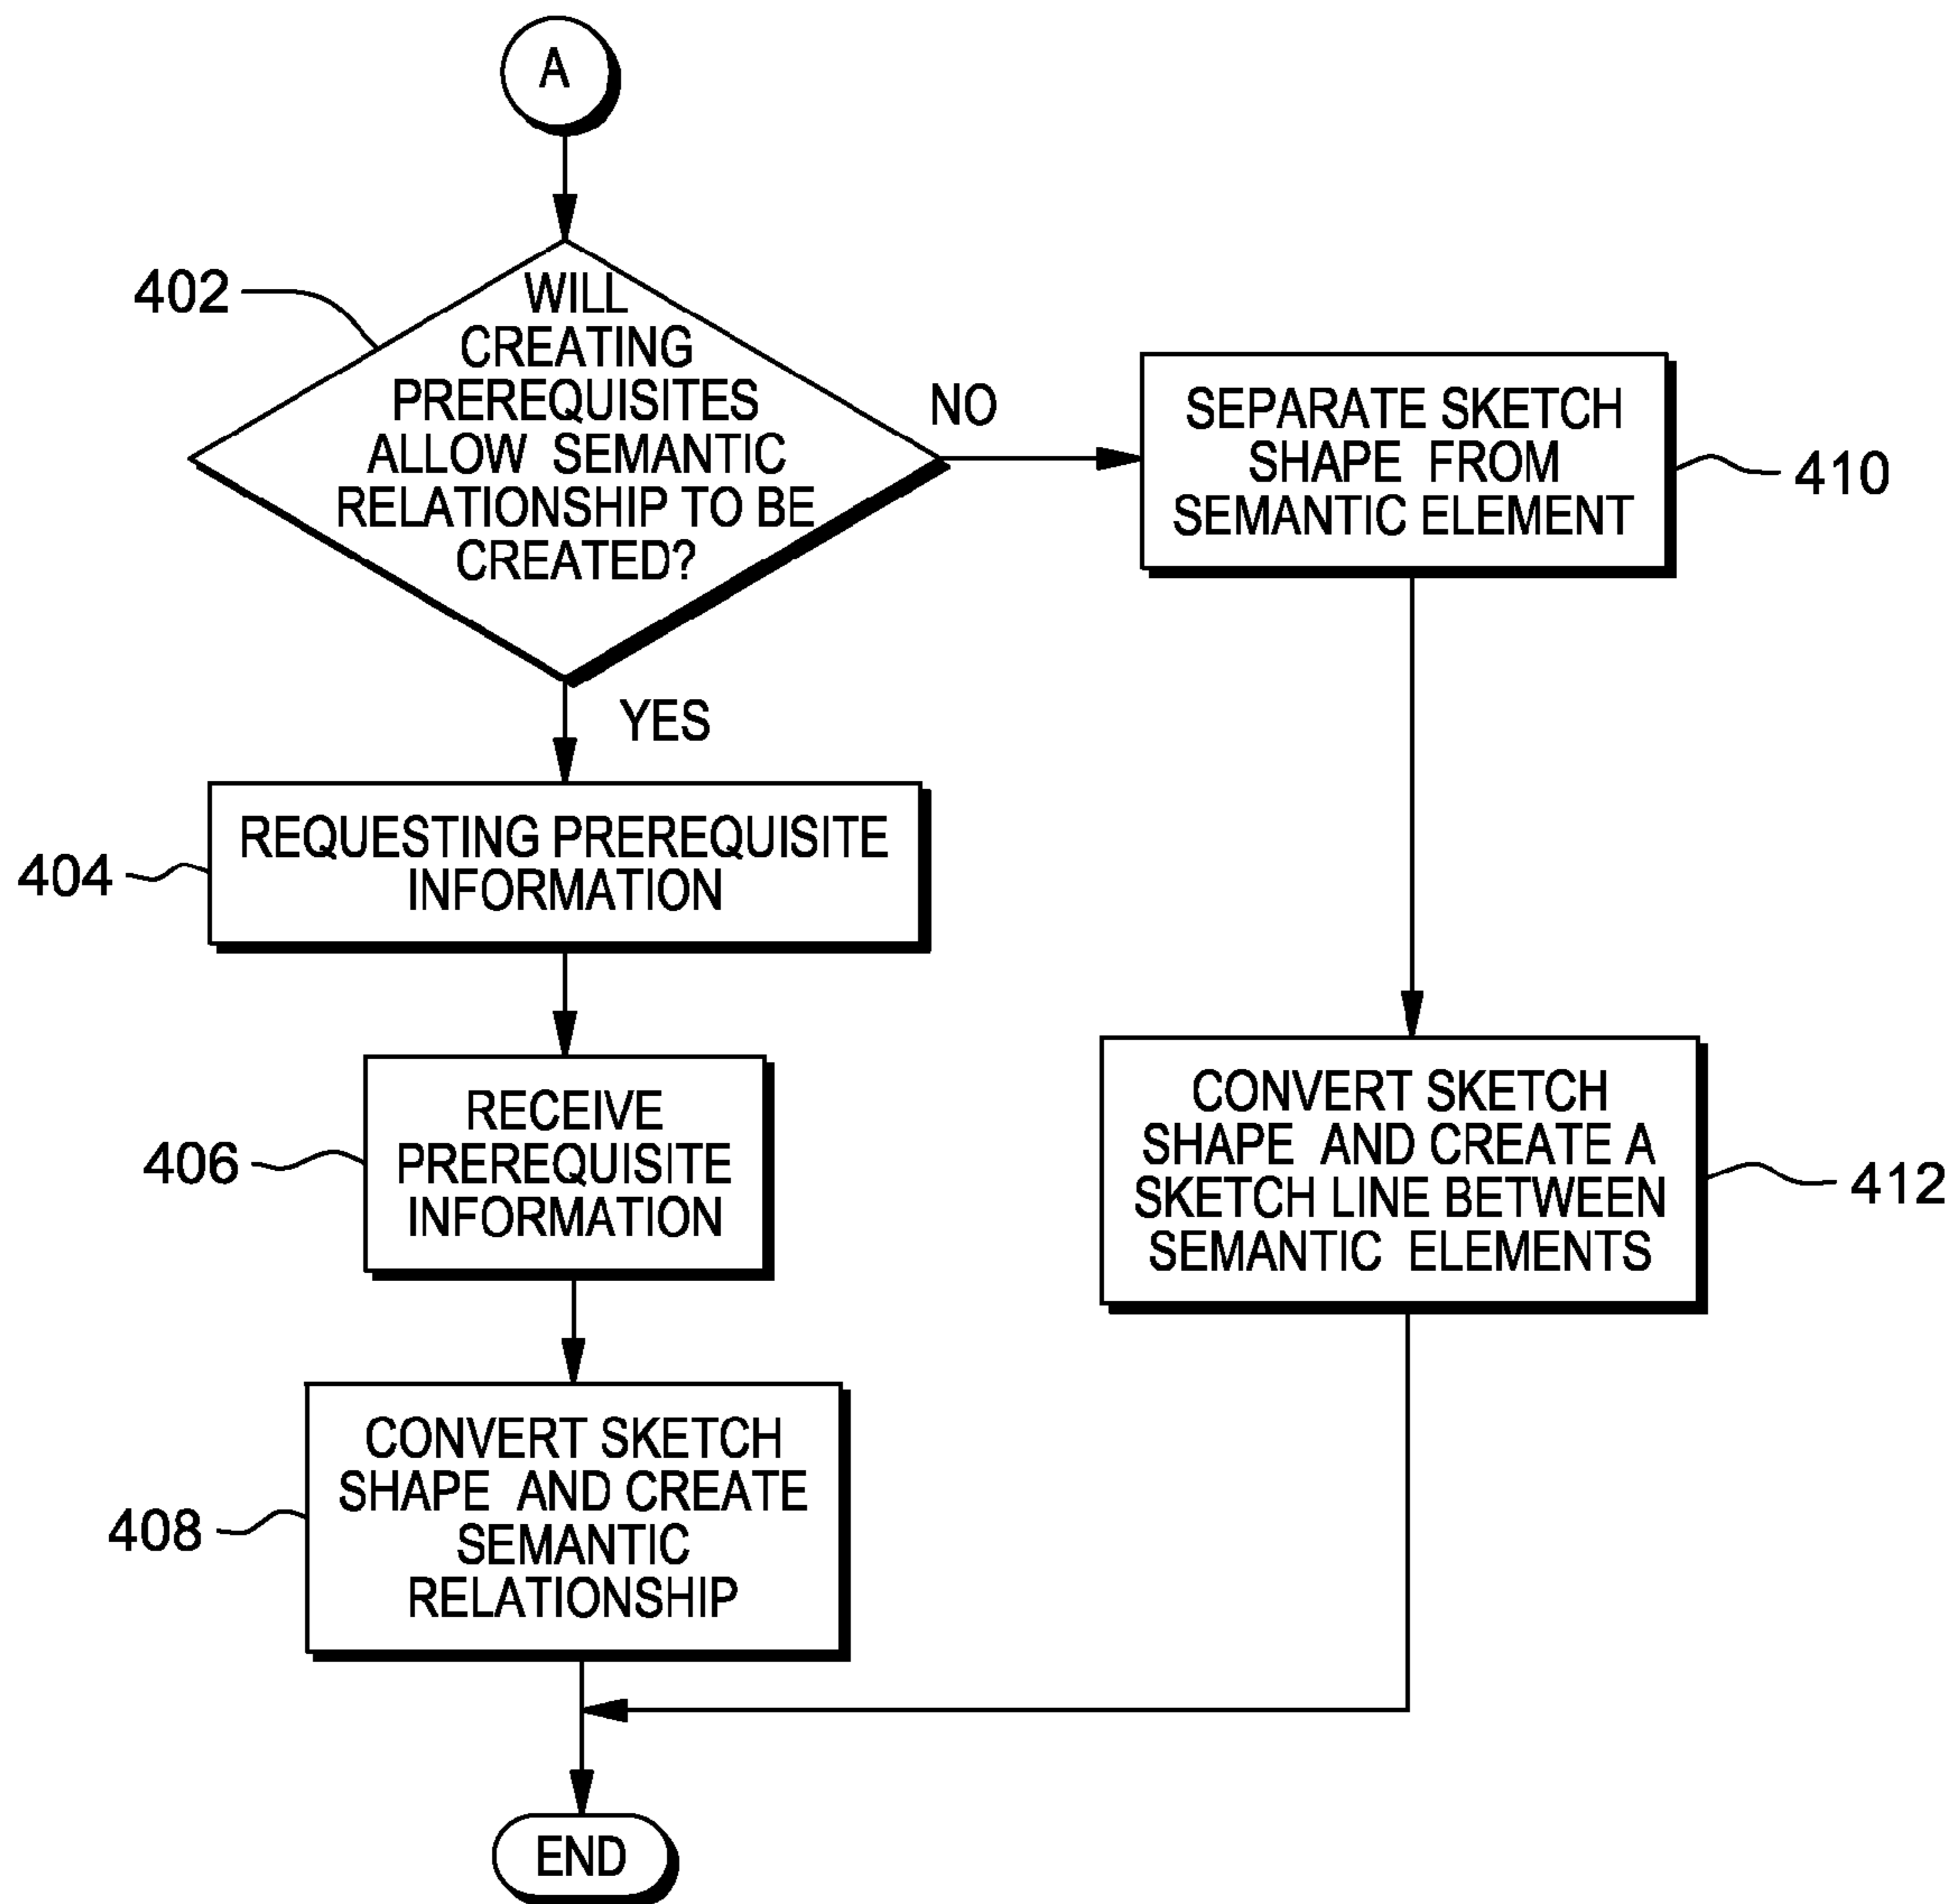 A
402
WILL
CREATING
PREREQUISITES
ALLOW SEMANTIC
RELATIONSHIP TO BE
CREATED?
NO
SEPARATE SKETCH
SHAPE FROM
SEMANTIC ELEMENT
410
YES
404
REQUESTING PREREQUISITE
INFORMATION
406
RECEIVE
PREREQUISITE
INFORMATION
CONVERT SKETCH
SHAPE AND CREATE A
SKETCH LINE BETWEEN
SEMANTIC ELEMENTS
412
408
CONVERT SKETCH
SHAPE AND CREATE
SEMANTIC
RELATIONSHIP
END